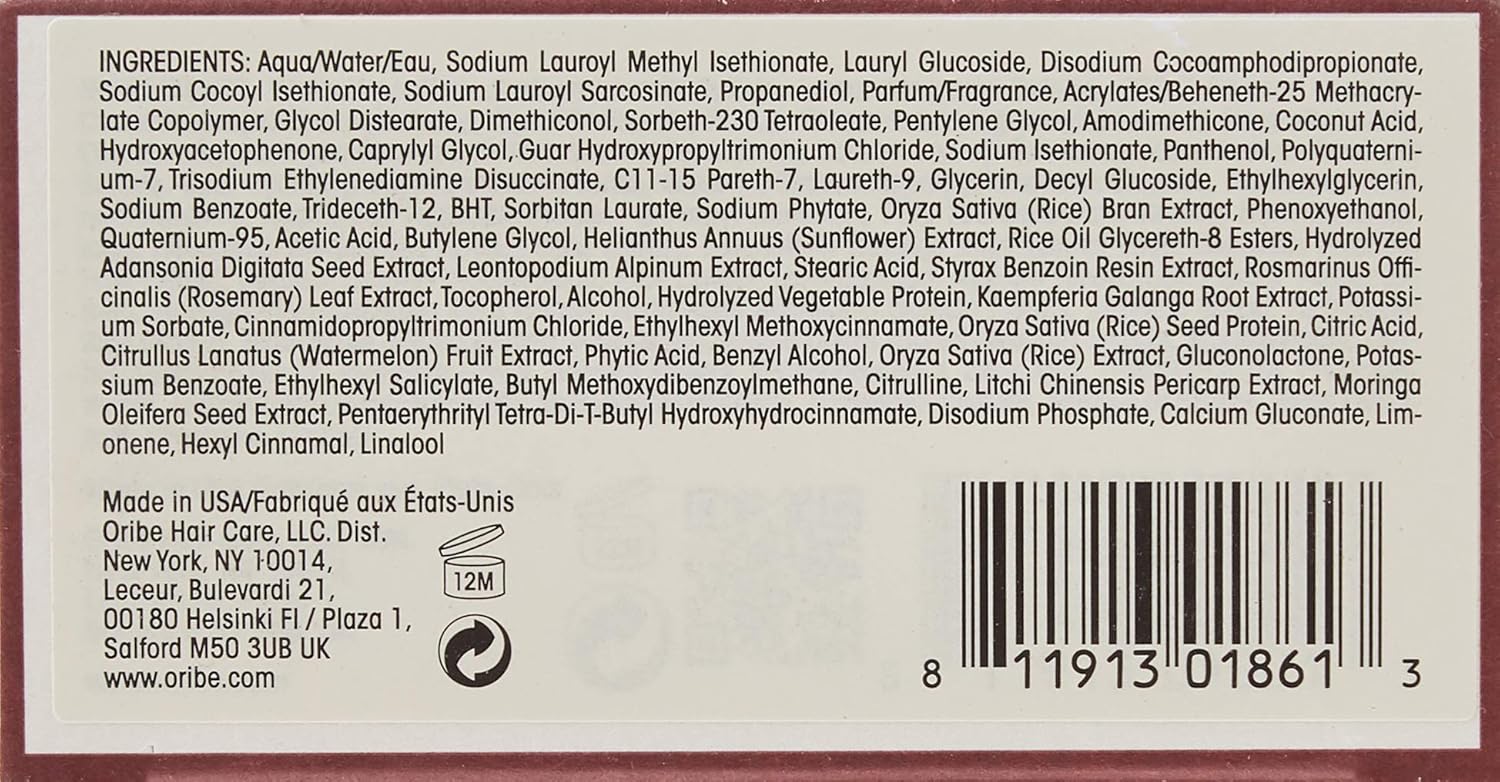 INGREDIENTS: Aqua/Water/Eau, Sodium Lauroyl Methyl Isethionate, Lauryl Glucoside, Disodium Cocoamphodipropionate,
Sodium Cocoyl Isethionate, Sodium Lauroyl Sarcosinate, Propanediol, Parfum/Fragrance, Acrylates/Beheneth-25 Methacry-
late Copolymer, Glycol Distearate, Dimethiconol, Sorbeth-230 Tetraoleate, Pentylene Glycol, Amodimethicone, Coconut Acid,
Hydroxyacetophenone, Caprylyl Glycol, Guar Hydroxypropyltrimonium Chloride, Sodium Isethionate, Panthenol, Polyquaterni-
um-7, Trisodium Ethylenediamine Disuccinate, C11-15 Pareth-7, Laureth-9, Glycerin, Decyl Glucoside, Ethylhexylglycerin,
Sodium Benzoate, Trideceth-12, BHT, Sorbitan Laurate, Sodium Phytate, Oryza Sativa (Rice) Bran Extract, Phenoxyethanol,
Quaternium-95, Acetic Acid, Butylene Glycol, Helianthus Annuus (Sunflower) Extract, Rice Oil Glycereth-8 Esters, Hydrolyzed
Adansonia Digitata Seed Extract, Leontopodium Alpinum Extract, Stearic Acid, Styrax Benzoin Resin Extract, Rosmarinus Offi-
cinalis (Rosemary) Leaf Extract, Tocopherol, Alcohol, Hydrolyzed Vegetable Protein, Kaempferia Galanga Root Extract, Potassi-
um Sorbate, Cinnamidopropyltrimonium Chloride, Ethylhexyl Methoxycinnamate, Oryza Sativa (Rice) Seed Protein, Citric Acid,
Citrullus Lanatus (Watermelon) Fruit Extract, Phytic Acid, Benzyl Alcohol, Oryza Sativa (Rice) Extract, Gluconolactone, Potas-
sium Benzoate, Ethylhexyl Salicylate, Butyl Methoxydibenzoylmethane, Citrulline, Litchi Chinensis Pericarp Extract, Moringa
Oleifera Seed Extract, Pentaerythrityl Tetra-Di-T-Butyl Hydroxyhydrocinnamate, Disodium Phosphate, Calcium Gluconate, Lim-
onene, Hexyl Cinnamal, Linalool
Made in USA/Fabriqué aux États-Unis
Oribe Hair Care, LLC. Dist.
New York, NY 10014,
Leceur, Bulevardi 21,
00180 Helsinki FI / Plaza 1,
Salford M50 3UB UK
www.oribe.com
12M
8 11913 01861 3